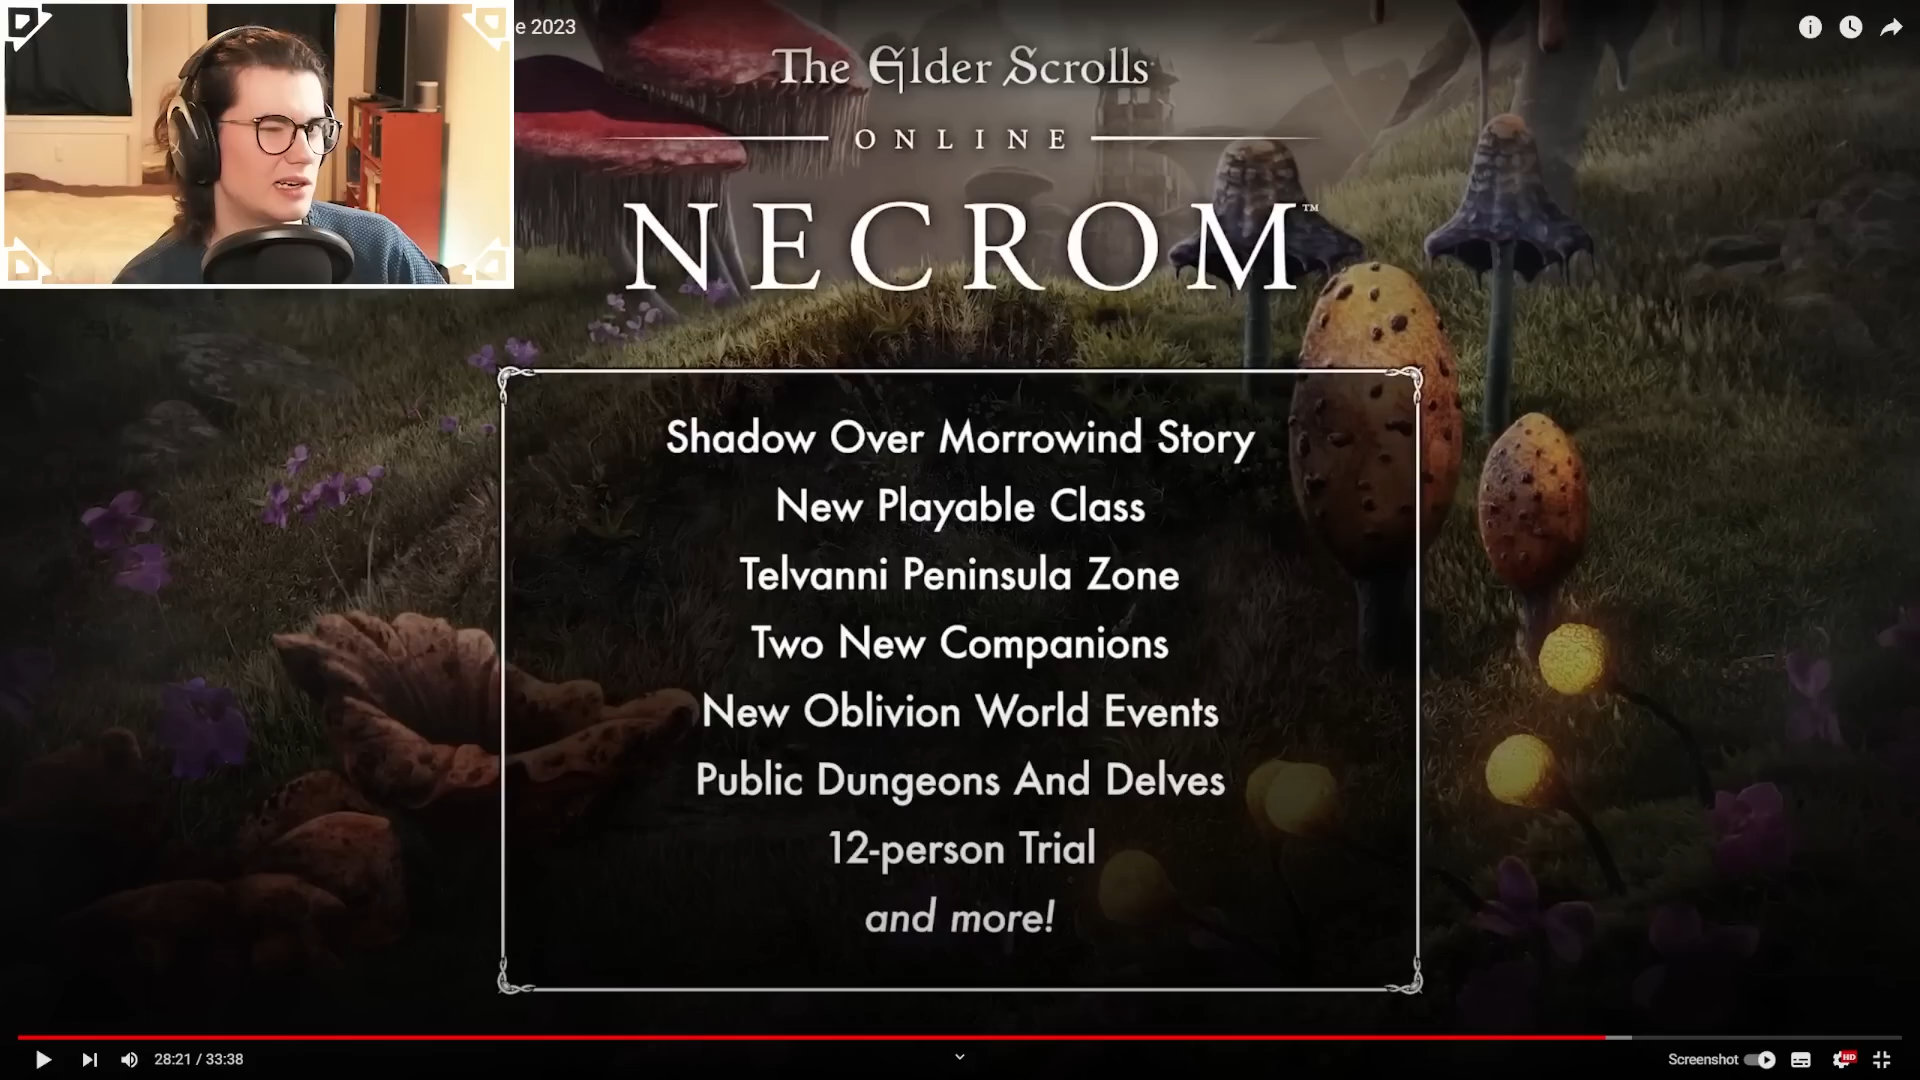 e 2023
The Elder Scrolls
ONLINE
NECROM™
Shadow Over Morrowind Story
New Playable Class
Telvanni Peninsula Zone
Two New Companions
New Oblivion World Events
Public Dungeons And Delves
12-person Trial
and more!
28:21 / 33:38
Screenshot
HD